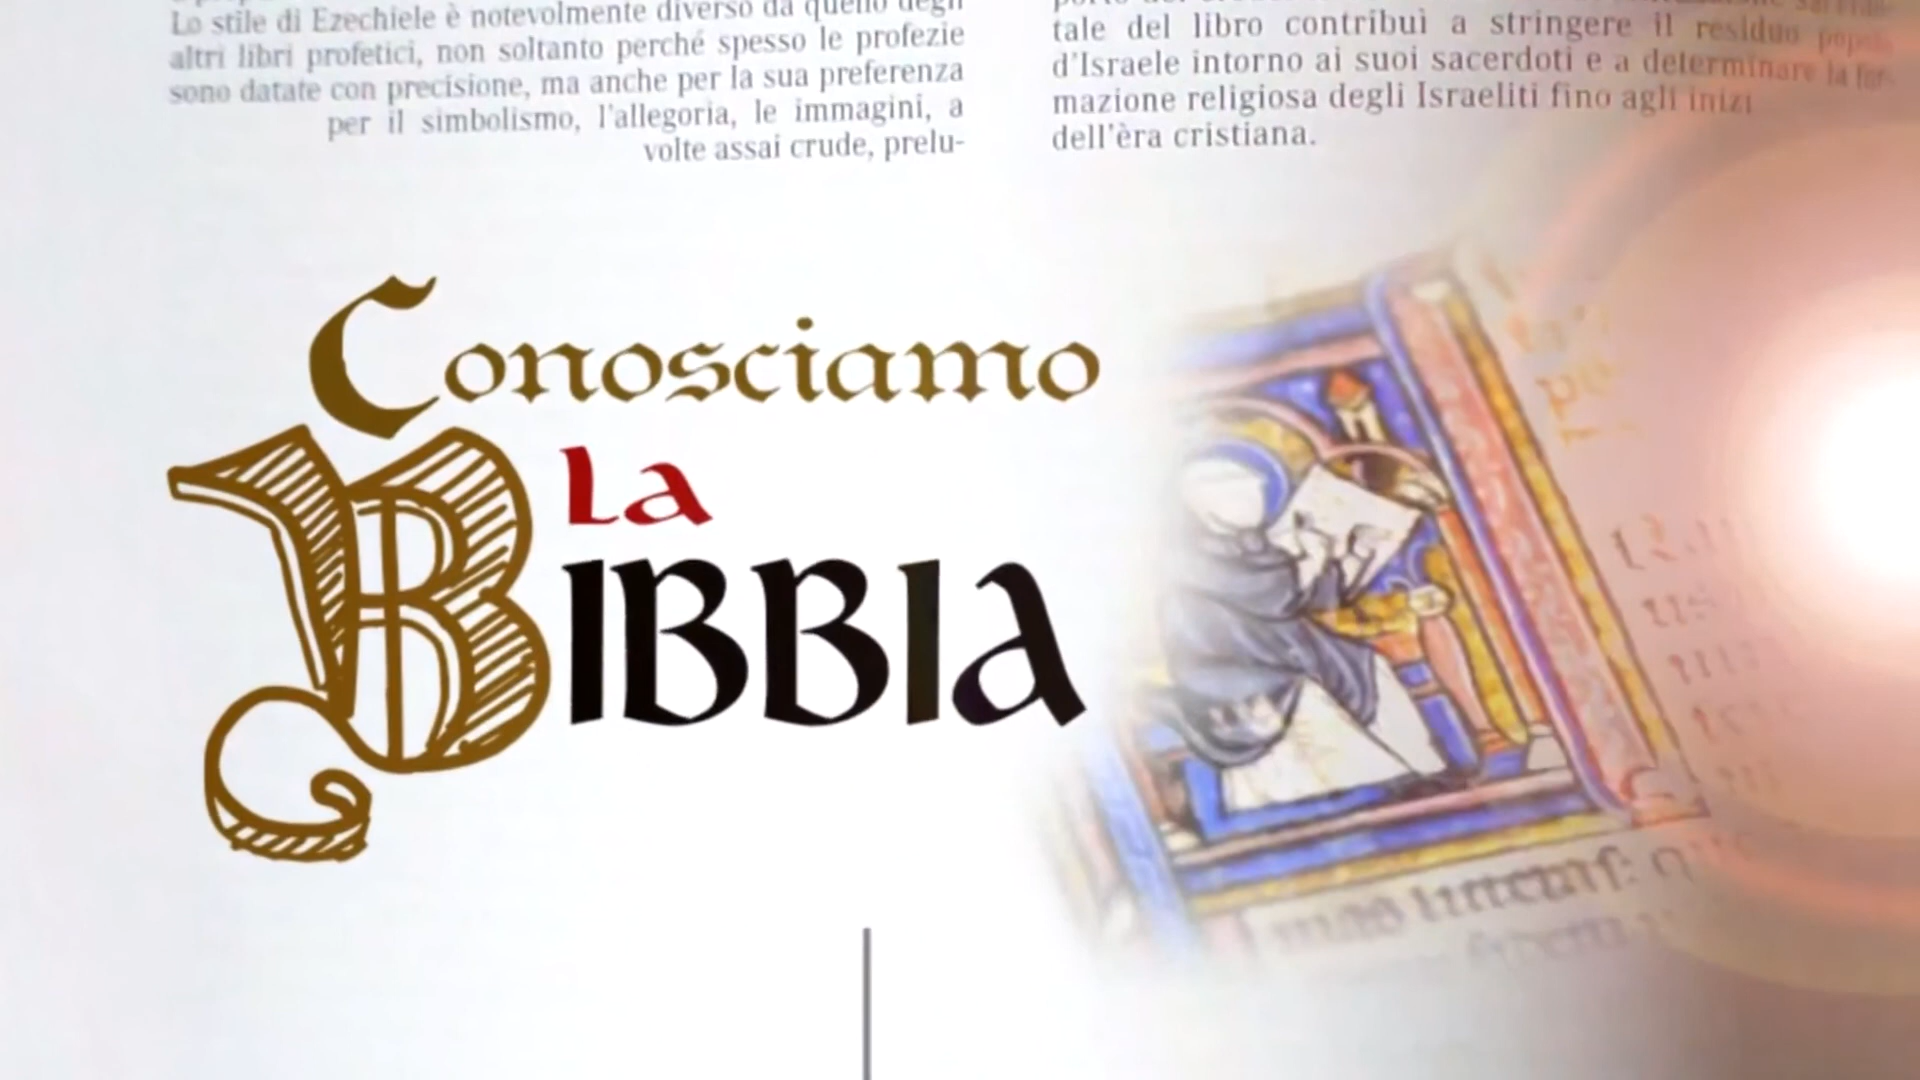 Lo stile di Ezechiele è notevolmente diverso da quello degli
altri libri profetici, non soltanto perché spesso le profezie
sono datate con precisione, ma anche per la sua preferenza
per il simbolismo, l'allegoria, le immagini, a
volte assai crude, prelu-
tale del libro contribuì a stringere il residuo popolo
d'Israele intorno ai suoi sacerdoti e a determinare la for-
mazione religiosa degli Israeliti fino agli inizi
dell'èra cristiana.
Conosciamo
La
BIBBIA